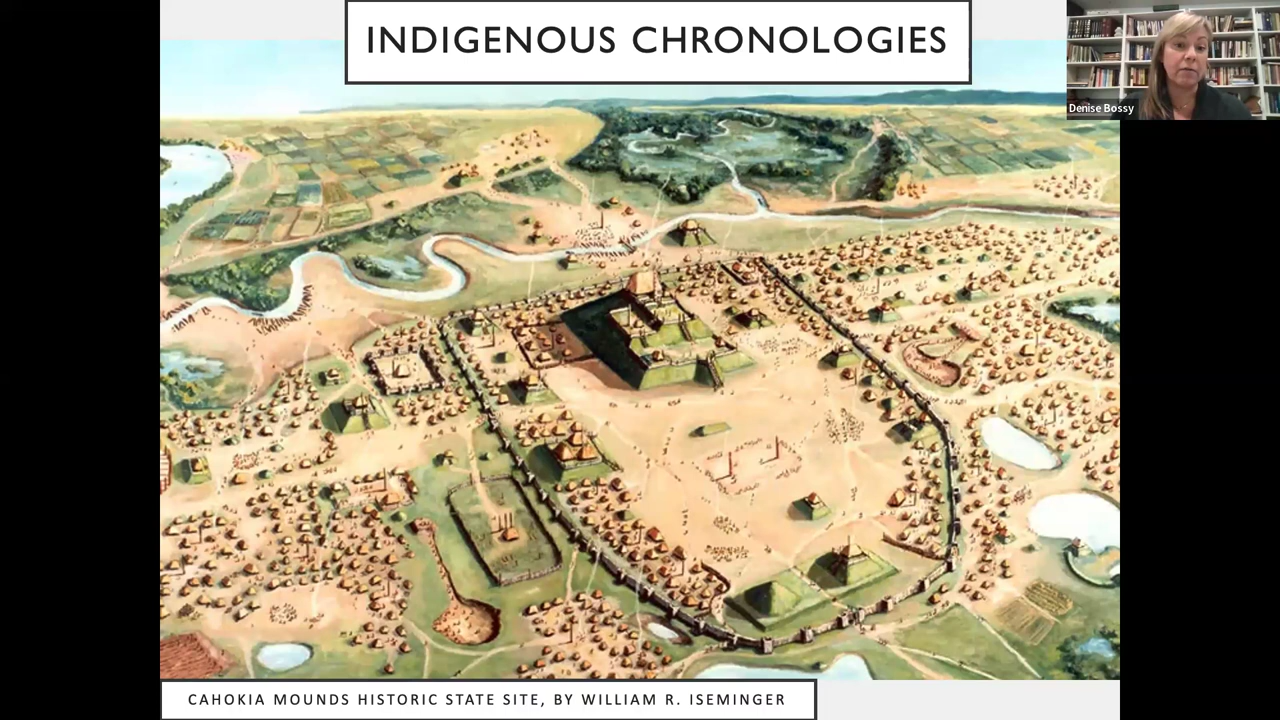 INDIGENOUS CHRONOLOGIES
Denise Bossy
CAHOKIA MOUNDS HISTORIC STATE SITE, BY WILLIAM R. ISEMINGER